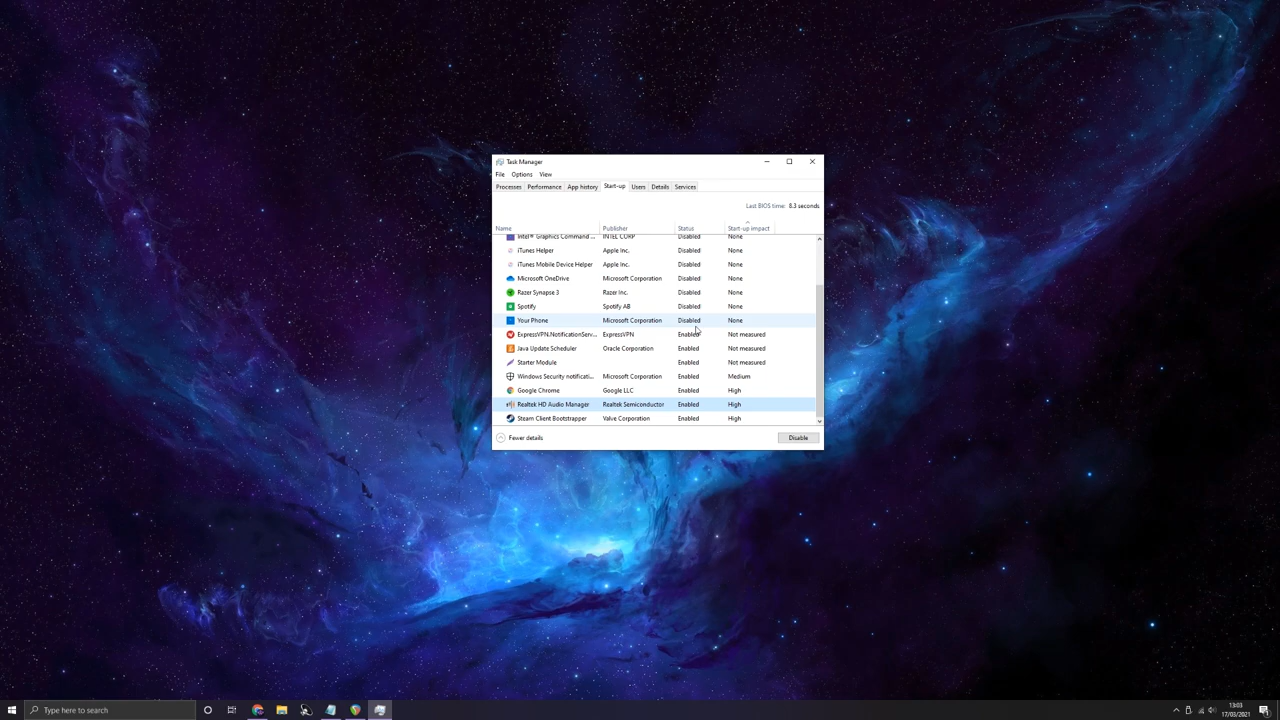 Task Manager
File Options View
Processes Performance App history Start-up Users Details Services
Last BIOS time: 8.3 seconds
Name Publisher Status Start-up impact
Intel® Graphics Command ... INTEL CORP Disabled None
iTunes Helper Apple Inc. Disabled None
iTunes Mobile Device Helper Apple Inc. Disabled None
Microsoft OneDrive Microsoft Corporation Disabled None
Razer Synapse 3 Razer Inc. Disabled None
Spotify Spotify AB Disabled None
Your Phone Microsoft Corporation Disabled None
ExpressVPN.NotificationServ... ExpressVPN Enabled Not measured
Java Update Scheduler Oracle Corporation Enabled Not measured
Starter Module Enabled Not measured
Windows Security notificati... Microsoft Corporation Enabled Medium
Google Chrome Google LLC Enabled High
Realtek HD Audio Manager Realtek Semiconductor Enabled High
Steam Client Bootstrapper Valve Corporation Enabled High
Fewer details Disable
Type here to search
13:03
17/03/2021